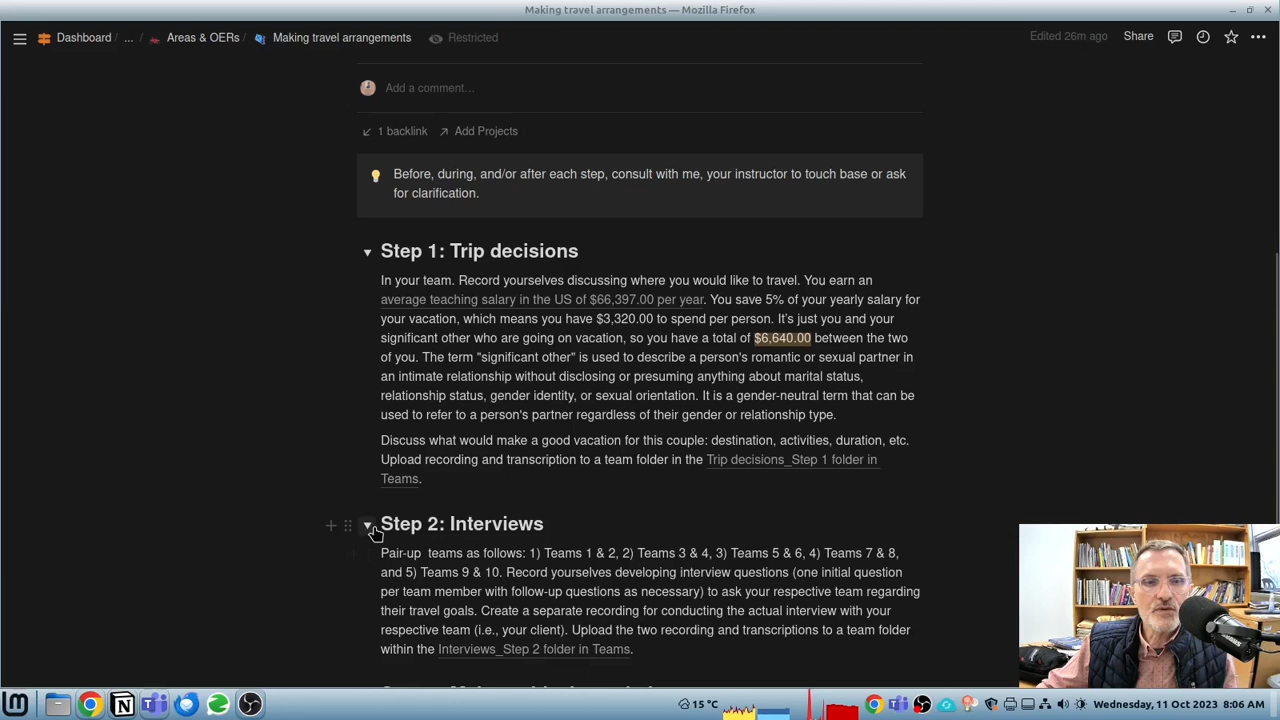 Making travel arrangements — Mozilla Firefox
Dashboard / ... / Areas & OERs / Making travel arrangements Restricted
Edited 26m ago Share
Add a comment…
1 backlink Add Projects
Before, during, and/or after each step, consult with me, your instructor to touch base or ask
for clarification.
Step 1: Trip decisions
In your team. Record yourselves discussing where you would like to travel. You earn an
average teaching salary in the US of $66,397.00 per year. You save 5% of your yearly salary for
your vacation, which means you have $3,320.00 to spend per person. It's just you and your
significant other who are going on vacation, so you have a total of $6,640.00 between the two
of you. The term "significant other" is used to describe a person's romantic or sexual partner in
an intimate relationship without disclosing or presuming anything about marital status,
relationship status, gender identity, or sexual orientation. It is a gender-neutral term that can be
used to refer to a person's partner regardless of their gender or relationship type.
Discuss what would make a good vacation for this couple: destination, activities, duration, etc.
Upload recording and transcription to a team folder in the Trip decisions_Step 1 folder in
Teams.
Step 2: Interviews
Pair-up teams as follows: 1) Teams 1 & 2, 2) Teams 3 & 4, 3) Teams 5 & 6, 4) Teams 7 & 8,
and 5) Teams 9 & 10. Record yourselves developing interview questions (one initial question
per team member with follow-up questions as necessary) to ask your respective team regarding
their travel goals. Create a separate recording for conducting the actual interview with your
respective team (i.e., your client). Upload the two recording and transcriptions to a team folder
within the Interviews_Step 2 folder in Teams.
15 °C Wednesday, 11 Oct 2023 8:06 AM